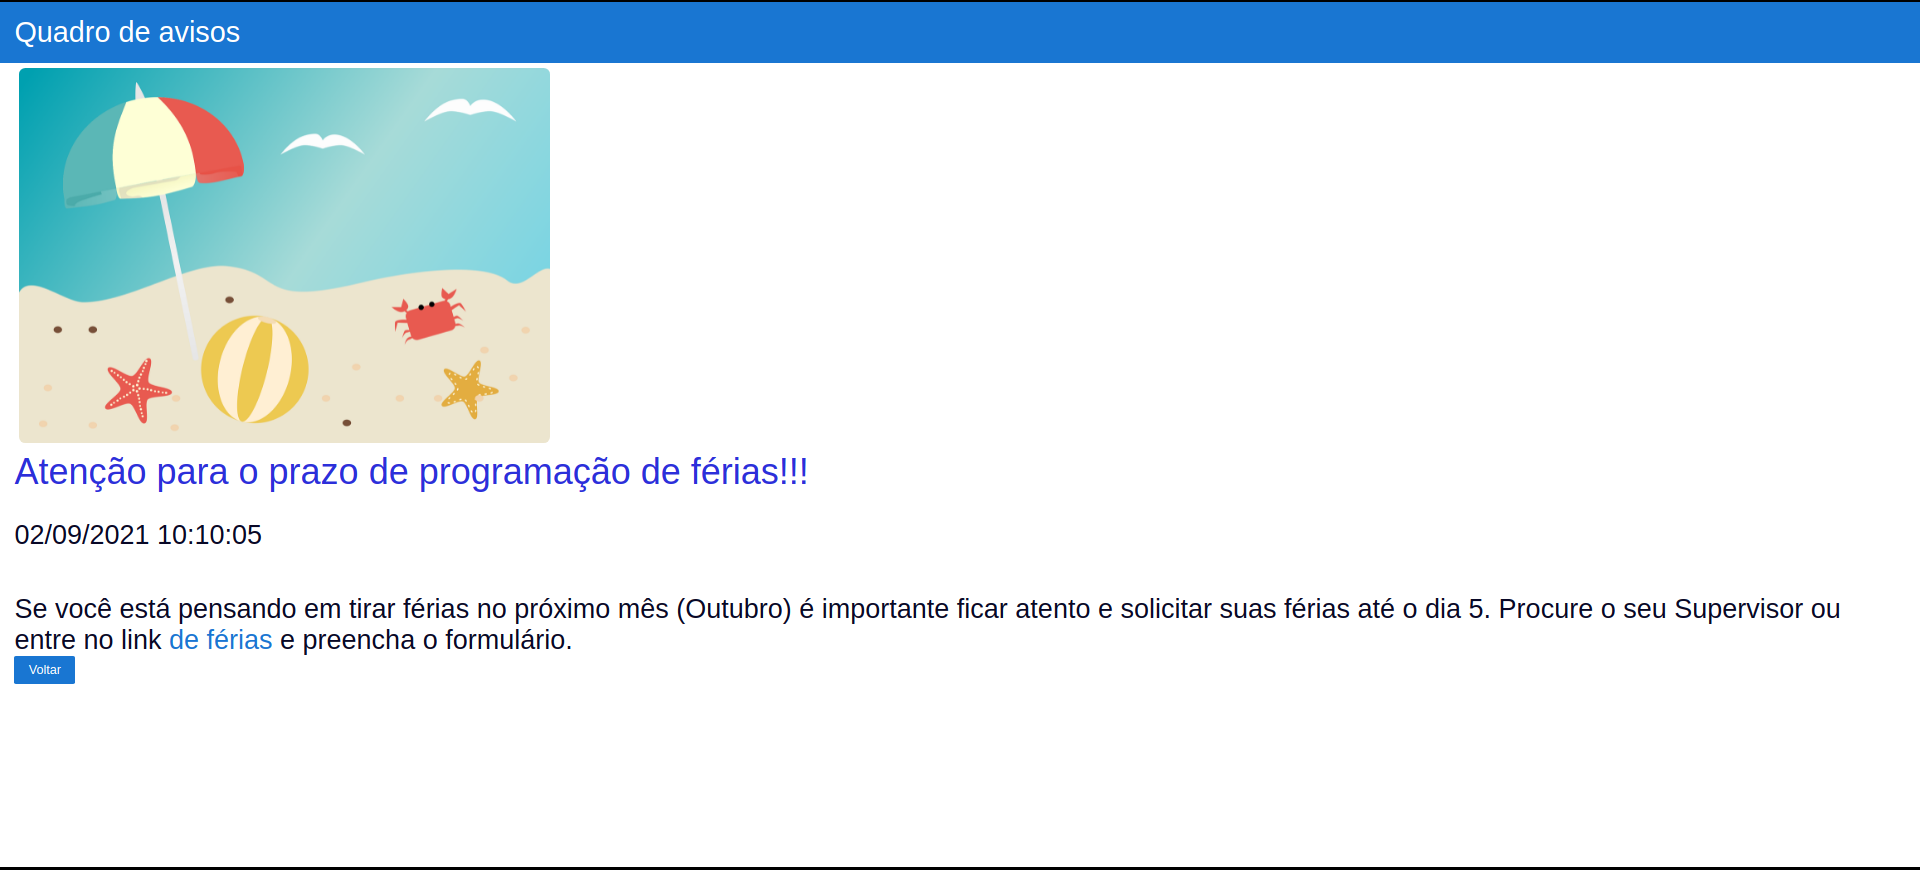 Quadro de avisos
Atenção para o prazo de programação de férias!!!
02/09/2021 10:10:05
Se você está pensando em tirar férias no próximo mês (Outubro) é importante ficar atento e solicitar suas férias até o dia 5. Procure o seu Supervisor ou
entre no link de férias e preencha o formulário.
Voltar